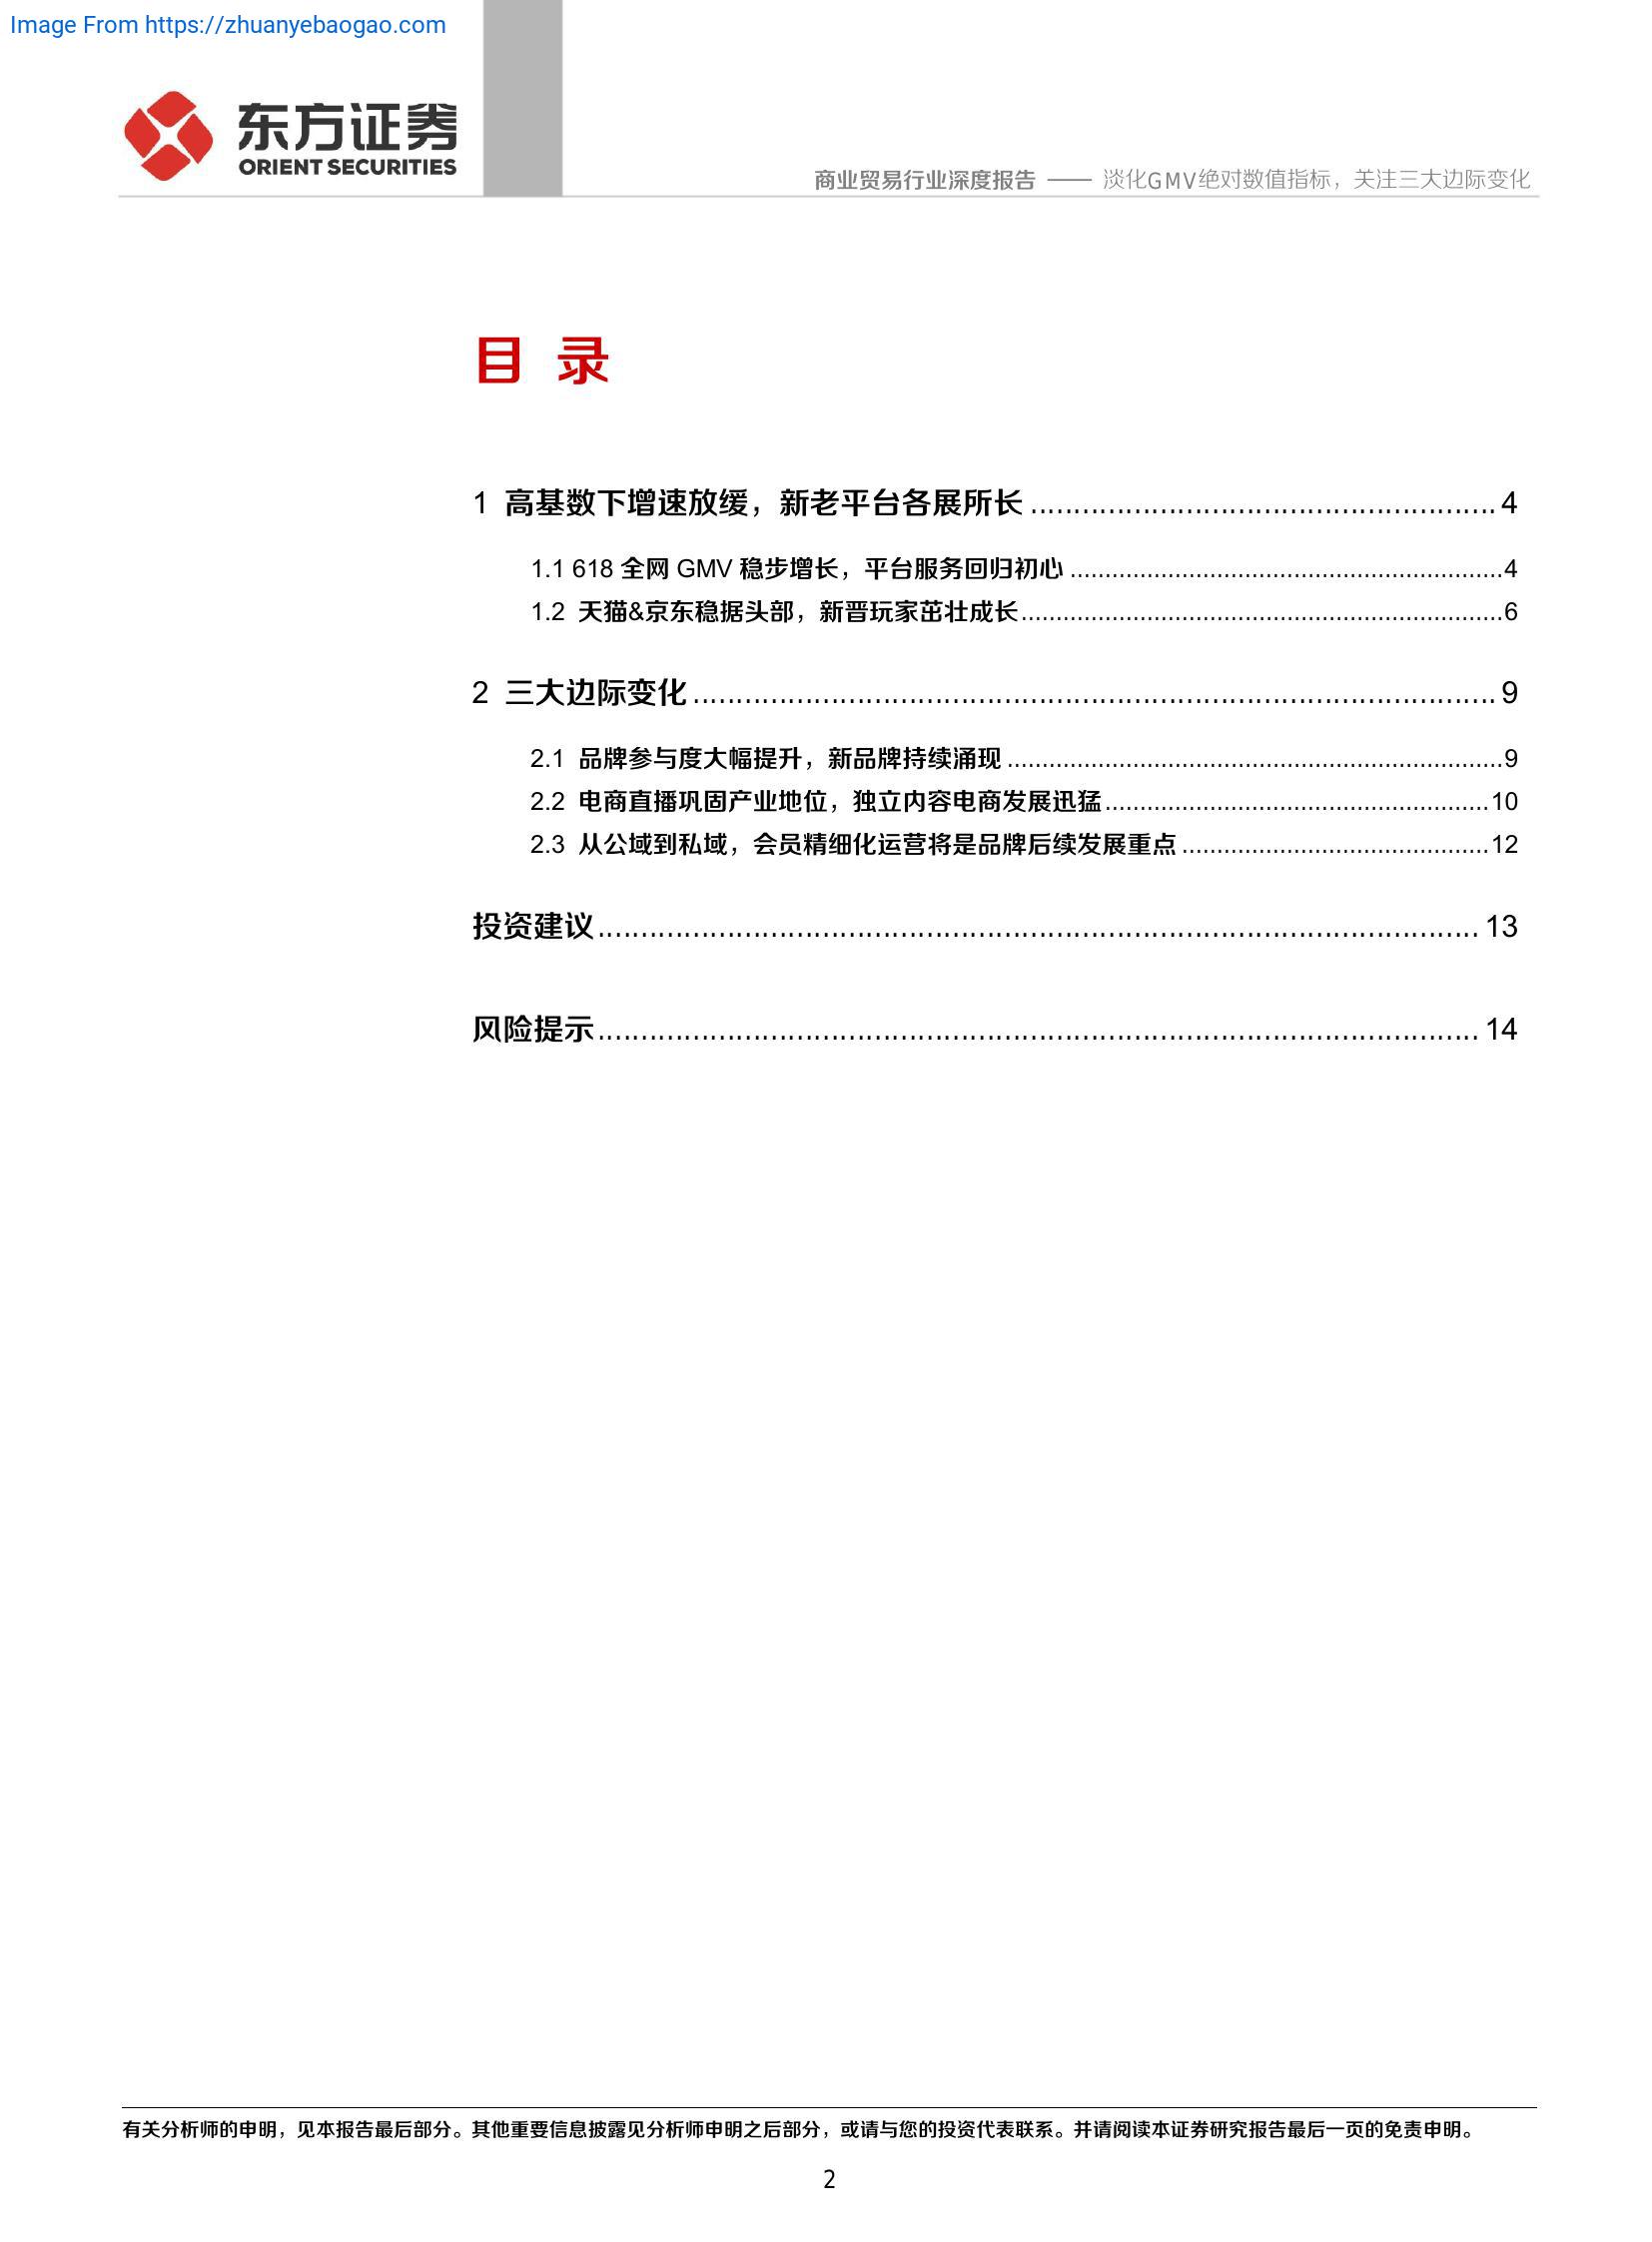 Image From https://zhuanyebaogao.com
东方证券
ORIENT SECURITIES
商业贸易行业深度报告 —— 淡化GMV绝对数值指标，关注三大边际变化
目 录
1 高基数下增速放缓，新老平台各展所长 ........................................................ 4
1.1 618 全网 GMV 稳步增长，平台服务回归初心 ..............................................................4
1.2 天猫&京东稳据头部，新晋玩家茁壮成长.....................................................................6
2 三大边际变化 ............................................................................................... 9
2.1 品牌参与度大幅提升，新品牌持续涌现 .......................................................................9
2.2 电商直播巩固产业地位，独立内容电商发展迅猛.......................................................10
2.3 从公域到私域，会员精细化运营将是品牌后续发展重点 ............................................12
投资建议........................................................................................................ 13
风险提示........................................................................................................ 14
有关分析师的申明，见本报告最后部分。其他重要信息披露见分析师申明之后部分，或请与您的投资代表联系。并请阅读本证券研究报告最后一页的免责申明。
2